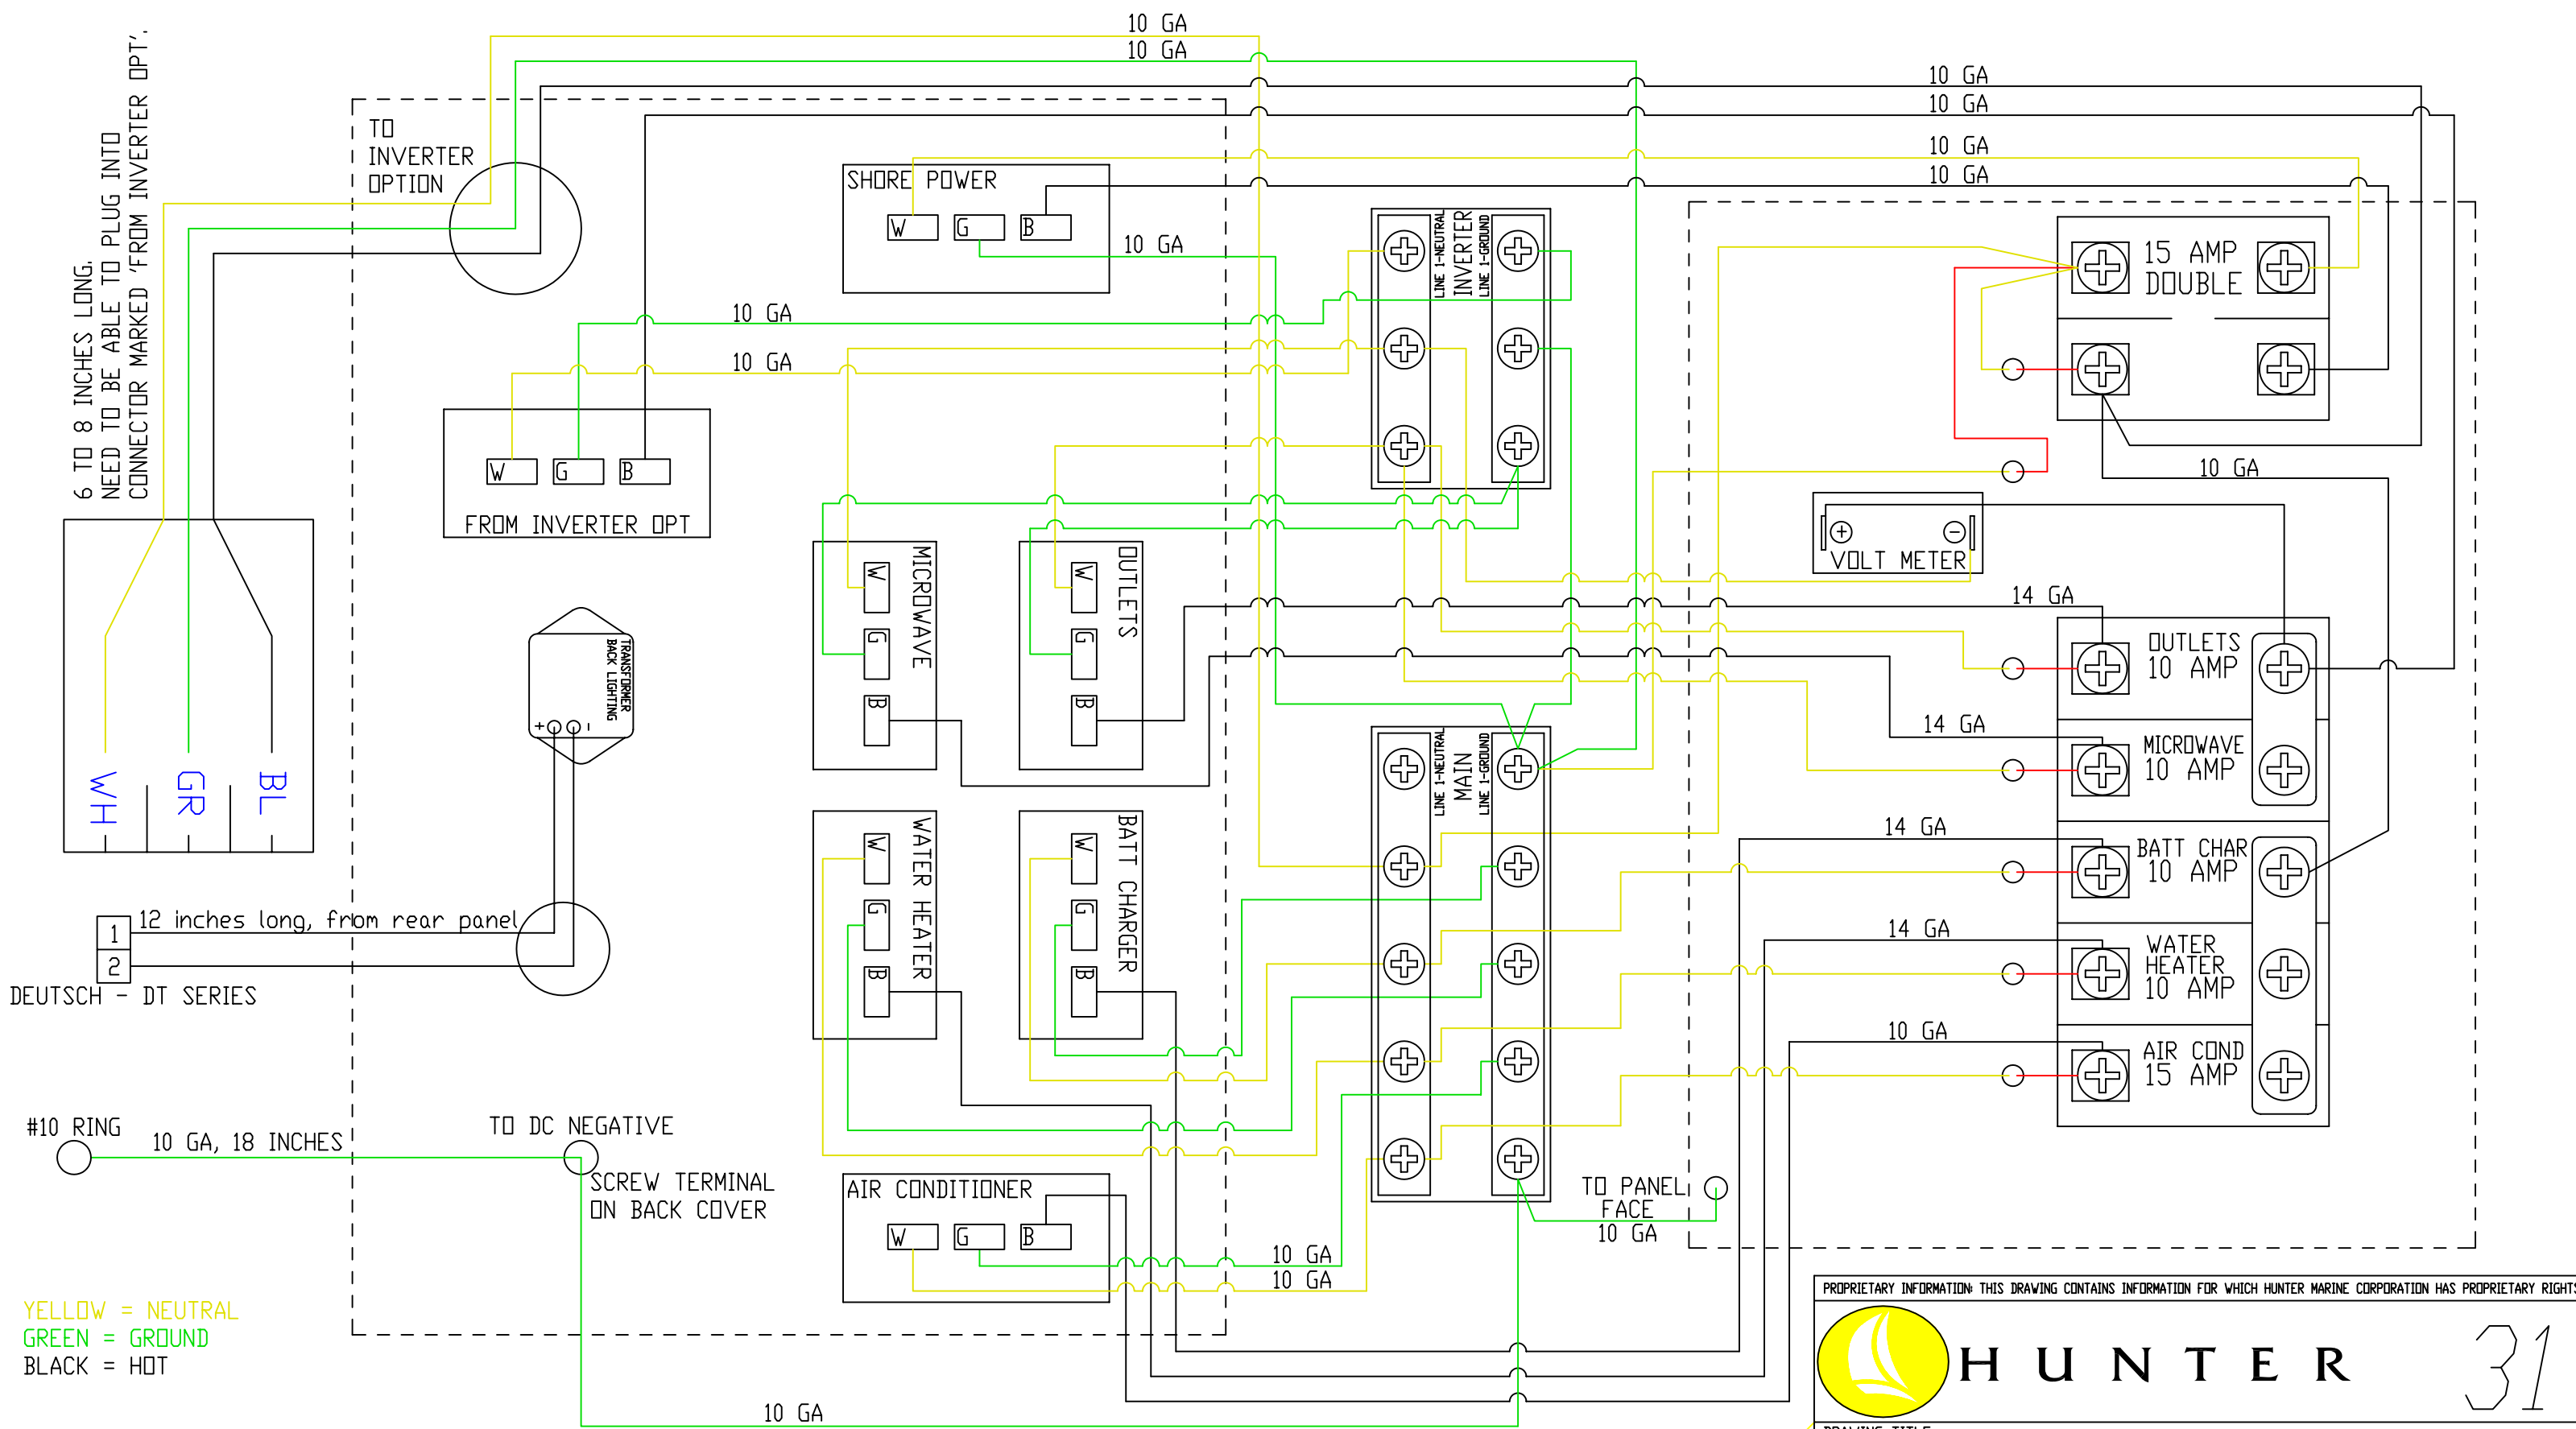 10 GA
10 GA
10 GA
10 GA
10 GA
10 GA
6 TO 8 INCHES LONG.
NEED TO BE ABLE TO PLUG INTO
CONNECTOR MARKED 'FROM INVERTER OPT'.
TO
INVERTER
OPTION
SHORE POWER
W
G
B
10 GA
10 GA
10 GA
W
G
B
FROM INVERTER OPT
LINE 1-NEUTRAL
INVERTER
LINE 1-GROUND
15 AMP
DOUBLE
10 GA
+
-
VOLT METER
MICROWAVE
W
G
B
OUTLETS
W
G
B
TRANSFORMER
BACK LIGHTING
+
-
14 GA
OUTLETS
10 AMP
14 GA
MICROWAVE
10 AMP
14 GA
BATT CHAR
10 AMP
14 GA
WATER
HEATER
10 AMP
10 GA
AIR COND
15 AMP
LINE 1-NEUTRAL
MAIN
LINE 1-GROUND
WH
GR
BL
WATER HEATER
W
G
B
BATT CHARGER
W
G
B
12 inches long, from rear panel
1
2
DEUTSCH - DT SERIES
#10 RING
10 GA, 18 INCHES
TO DC NEGATIVE
SCREW TERMINAL
ON BACK COVER
AIR CONDITIONER
W
G
B
10 GA
10 GA
TO PANEL
FACE
10 GA
YELLOW = NEUTRAL
GREEN = GROUND
BLACK = HOT
10 GA
PROPRIETARY INFORMATION: THIS DRAWING CONTAINS INFORMATION FOR WHICH HUNTER MARINE CORPORATION HAS PROPRIETARY RIGHTS
HUNTER
31
DRAWING TITLE